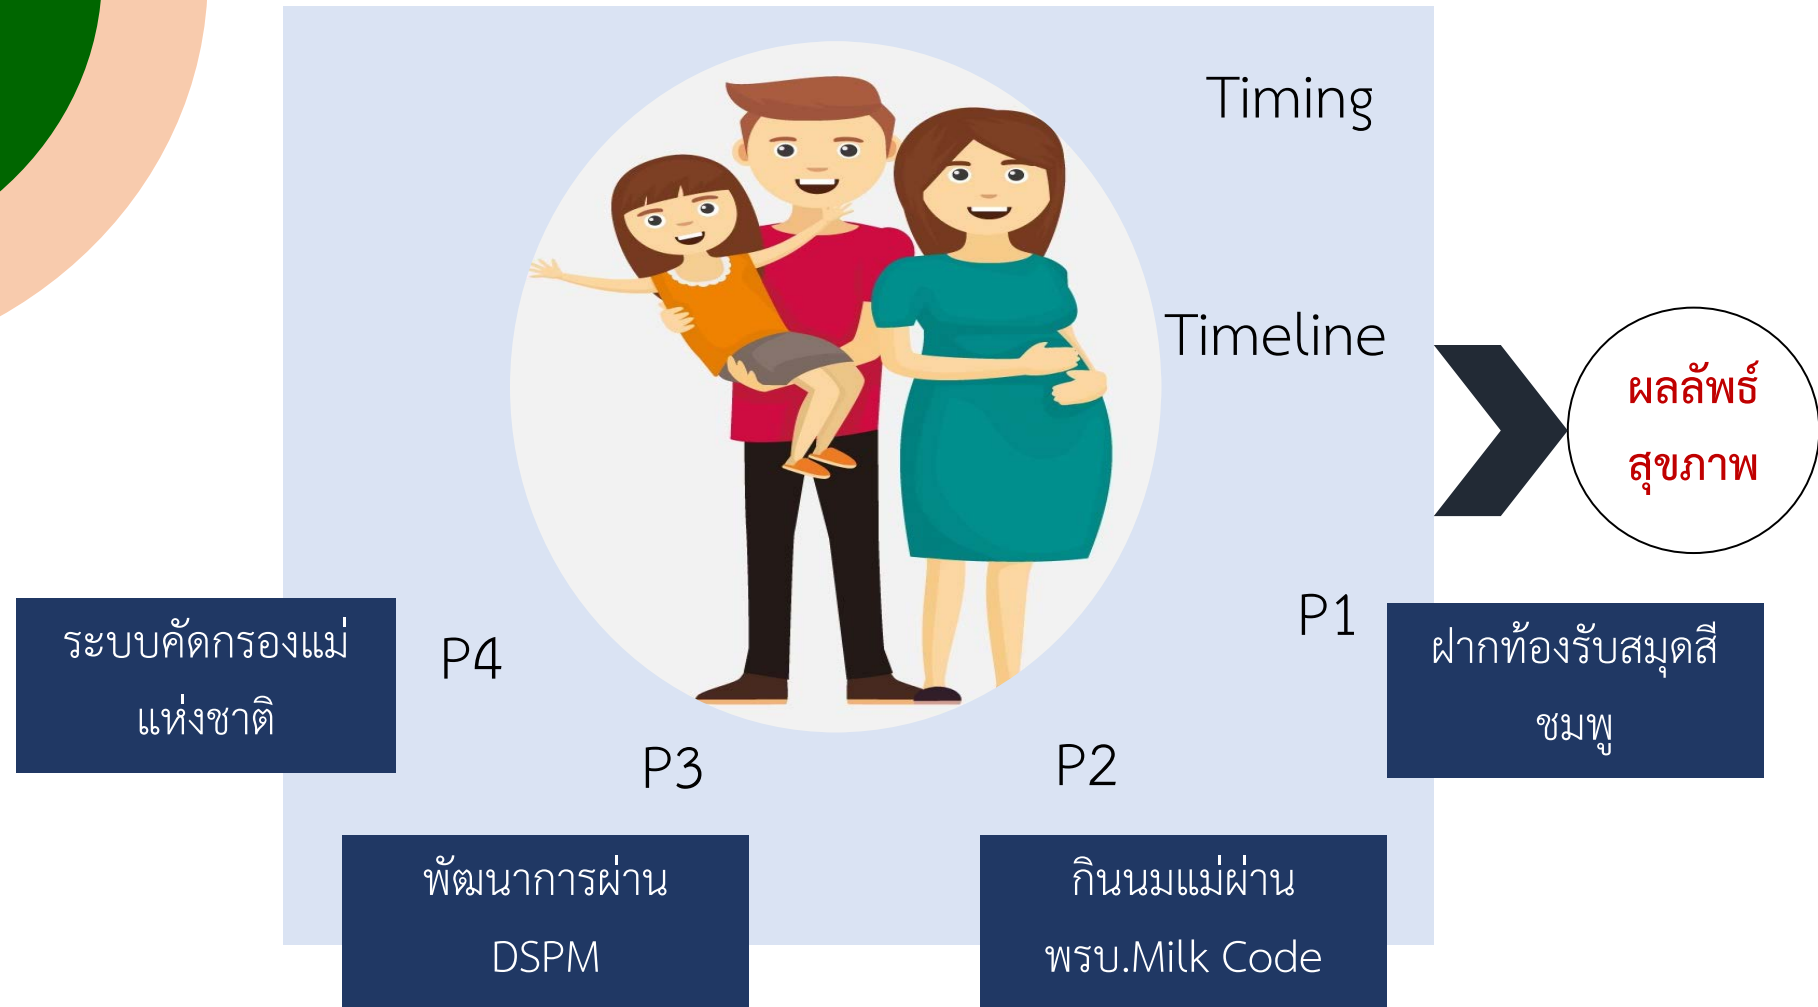 Timing
Timeline
ผลลัพธ์
สุขภาพ
P1
ฝากท้องรับสมุดสี
ชมพู
P4
ระบบคัดกรองแม่
แห่งชาติ
P3
P2
พัฒนาการผ่าน
DSPM
กินนมแม่ผ่าน
พรบ.Milk Code